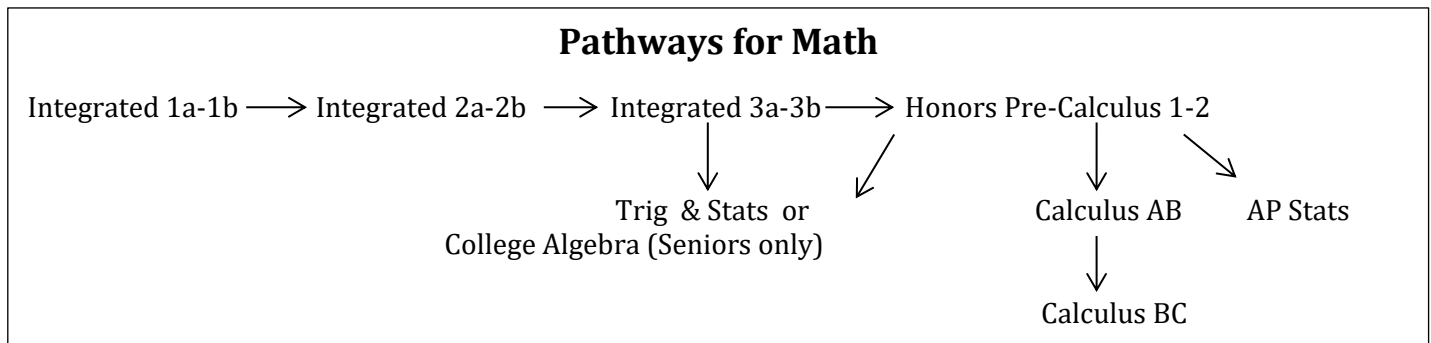 Pathways for Math
Integrated 1a-1b Integrated 2a-2b Integrated 3a-3b Honors Pre-Calculus 1-2
Trig & Stats or Calculus AB AP Stats
College Algebra (Seniors only)
Calculus BC